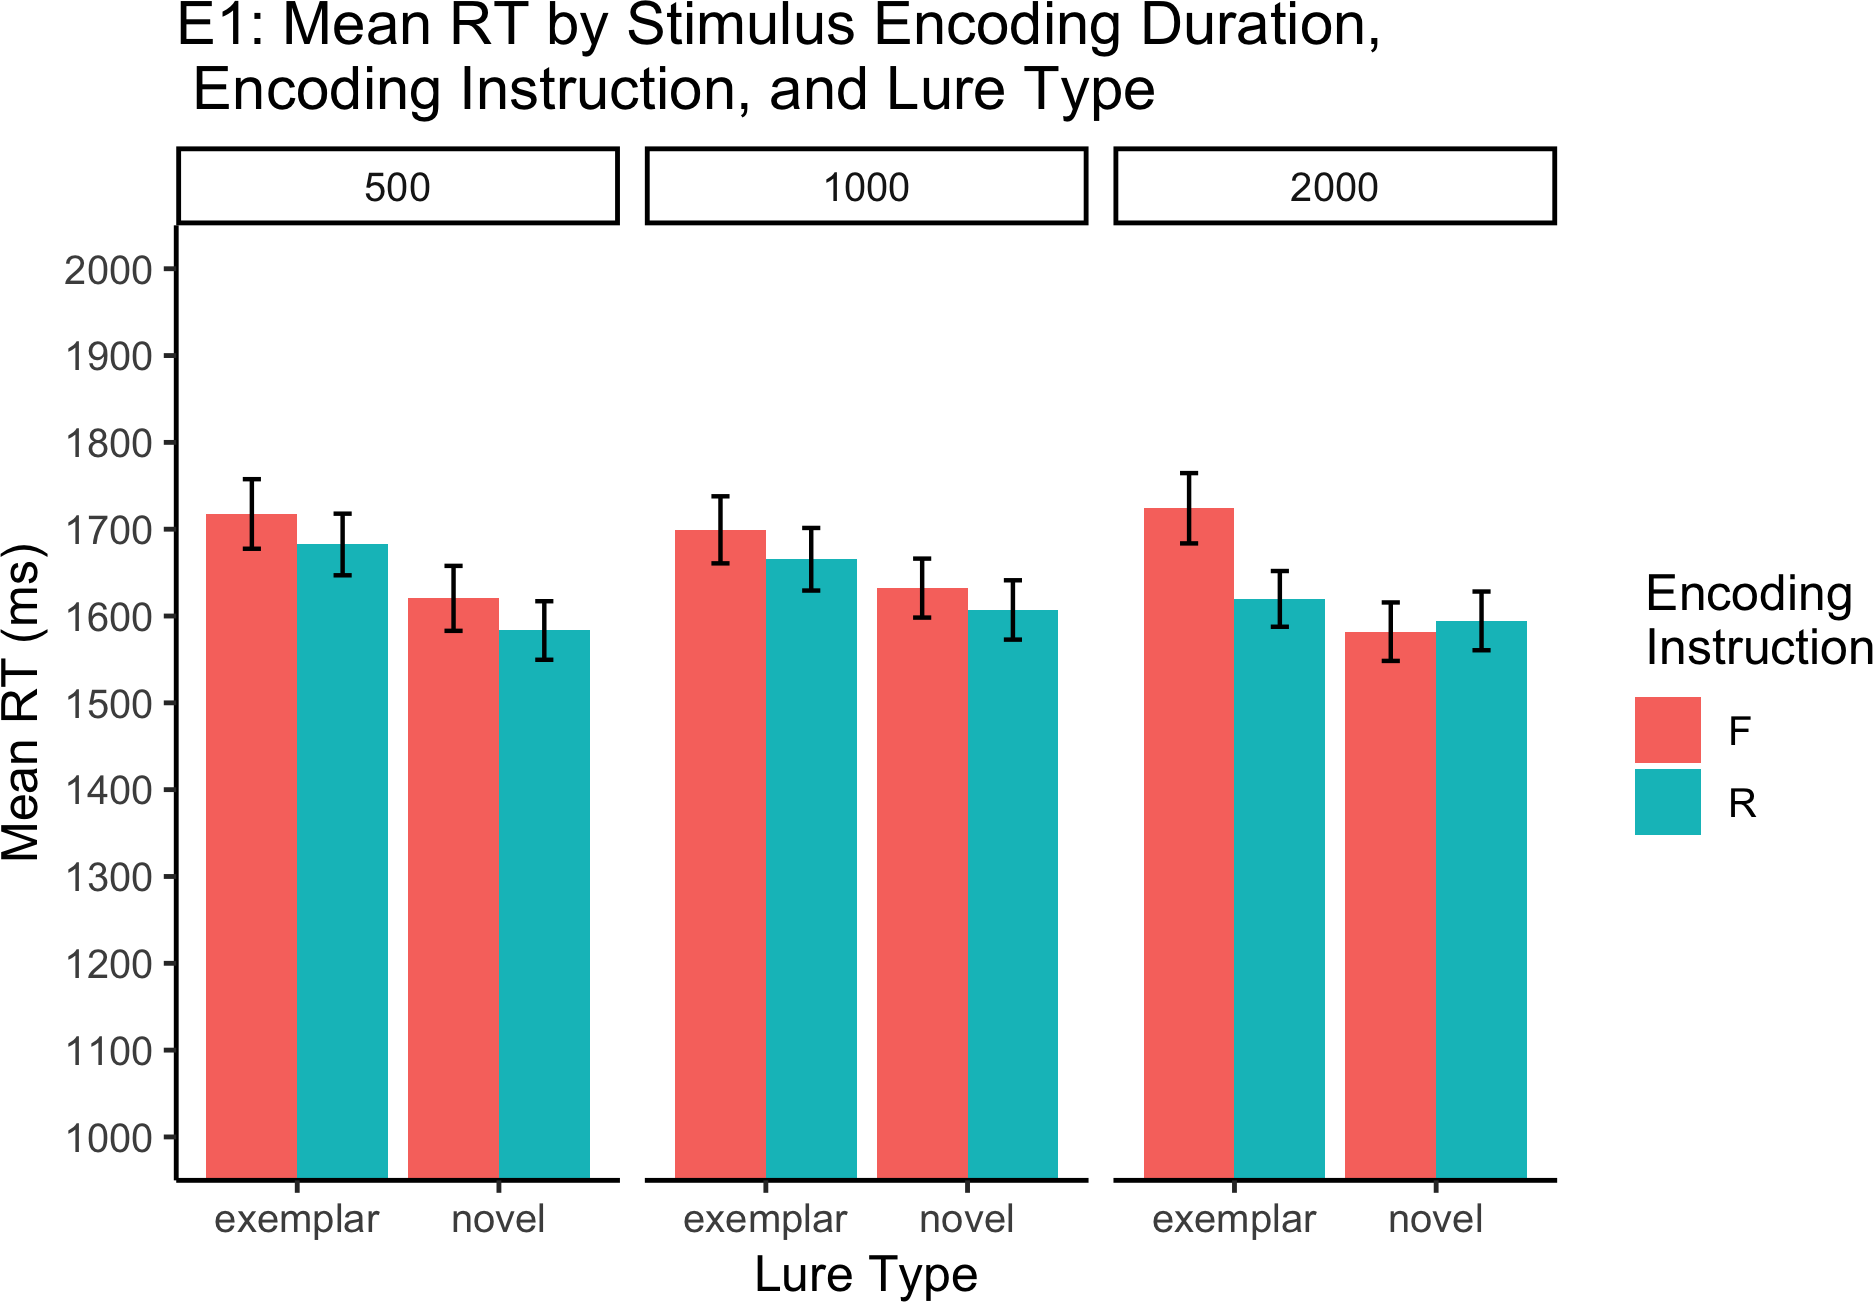 E1: Mean RT by Stimulus Encoding Duration,
Encoding Instruction, and Lure Type
500
1000
2000
Mean RT (ms)
2000
1900
1800
1700
1600
1500
1400
1300
1200
1100
1000
exemplar
novel
exemplar
novel
exemplar
novel
Lure Type
Encoding
Instruction
F
R